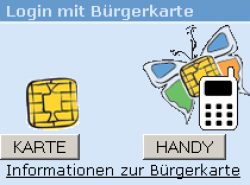 Login mit Bürgerkarte
KARTE HANDY
Informationen zur Bürgerkarte